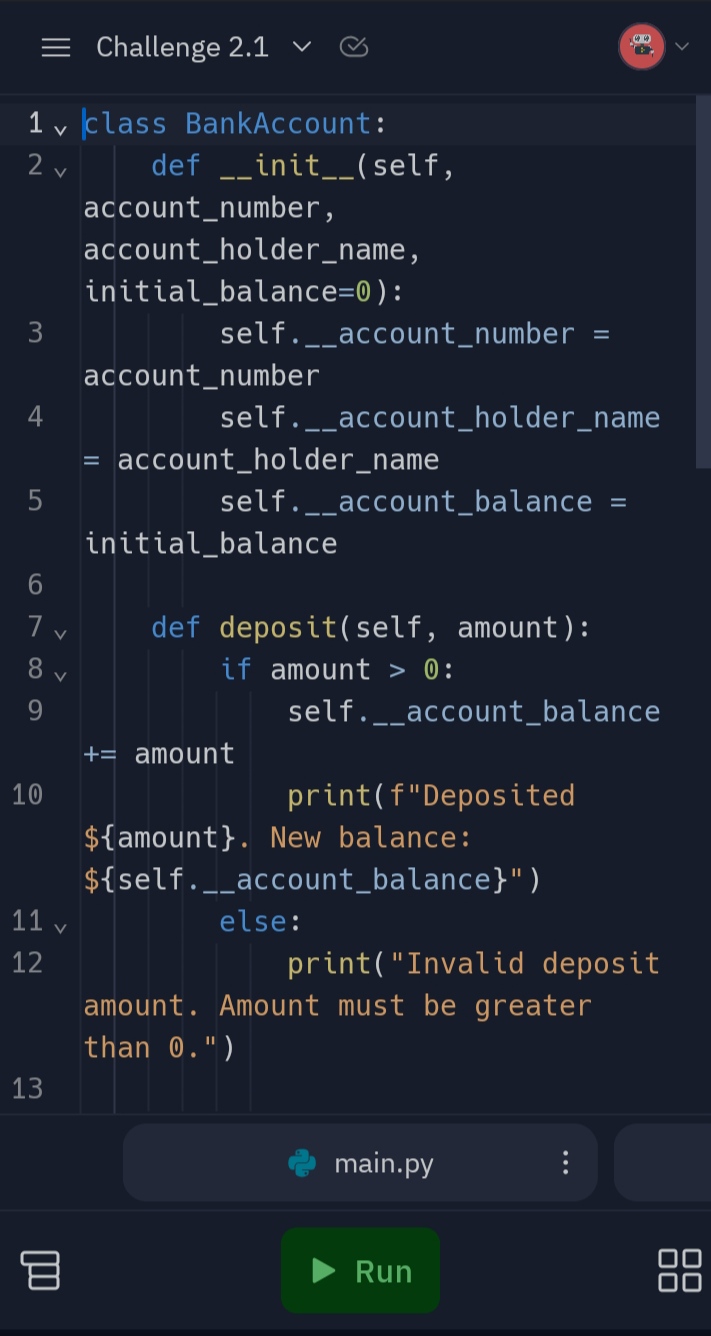 Challenge 2.1
1 class BankAccount:
2 def __init__(self,
account_number,
account_holder_name,
initial_balance=0):
3 self.__account_number =
account_number
4 self.__account_holder_name
= account_holder_name
5 self.__account_balance =
initial_balance
6
7 def deposit(self, amount):
8 if amount > 0:
9 self.__account_balance
+= amount
10 print(f"Deposited
${amount}. New balance:
${self.__account_balance}")
11 else:
12 print("Invalid deposit
amount. Amount must be greater
than 0.")
13
main.py
Run